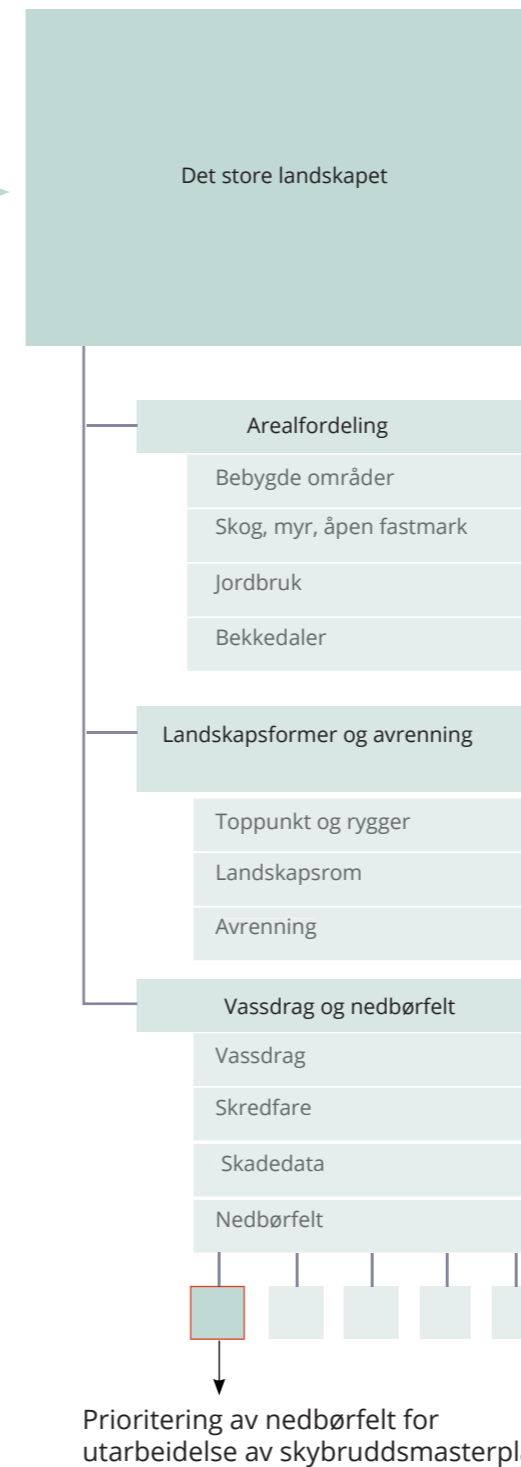 Det store landskapet
Arealfordeling
Bebygde områder
Skog, myr, åpen fastmark
Jordbruk
Bekkedaler
Landskapsformer og avrenning
Toppunkt og rygger
Landskapsrom
Avrenning
Vassdrag og nedbørfelt
Vassdrag
Skredfare
Skadedata
Nedbørfelt
Prioritering av nedbørfelt for
utarbeidelse av